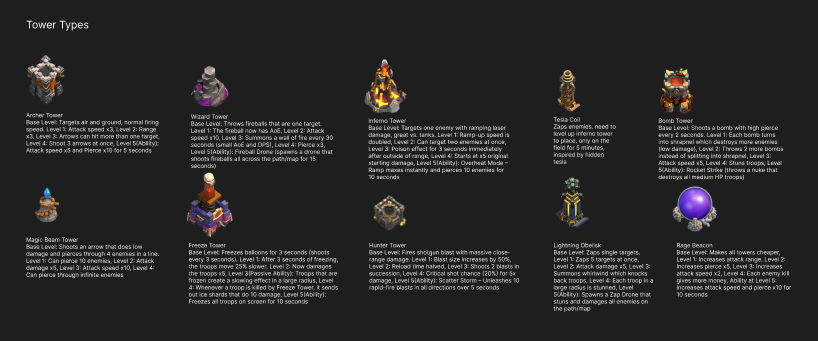 Tower Types
Archer Tower
Base Level: Targets air and ground, normal firing
speed. Level 1: Attack speed x3, Level 2: Range
x3, Level 3: Arrows can hit more than one target,
Level 4: Shoot 3 arrows at once, Level 5(Ability):
Attack speed x5 and Pierce x10 for 5 seconds
Wizard Tower
Base Level: Throws fireballs that are one target.
Level 1: The fireball now has AoE, Level 2: Attack
speed x10, Level 3: Summons a wall of fire every 30
seconds (small AoE and DPS), Level 4: Pierce x3,
Level 5(Ability): Fireball Drone (spawns a drone that
shoots fireballs all across the path/map for 15
seconds)
Inferno Tower
Base Level: Targets one enemy with ramping laser
damage, great vs. tanks. Level 1: Ramp-up speed is
doubled, Level 2: Can target two enemies at once,
Level 3: Poison effect for 3 seconds immediately
after outside of range, Level 4: Starts at x5 original
starting damage, Level 5(Ability): Overheat Mode –
Ramp maxes instantly and pierces 10 enemies for
10 seconds
Tesla Coil
Zaps enemies, need to
level up inferno tower
to place, only on the
field for 5 minutes,
inspired by hidden
tesla
Bomb Tower
Base Level: Shoots a bomb with high pierce
every 2 seconds. Level 1: Each bomb turns
into shrapnel which destroys more enemies
(low damage), Level 2: Throws 2 more bombs
instead of splitting into shrapnel, Level 3:
Attack speed x5, Level 4: Stuns troops, Level
5(Ability): Rocket Strike (throws a nuke that
destroys all medium HP troops)
Magic Beam Tower
Base Level: Shoots an arrow that does low
damage and pierces through 4 enemies in a line.
Level 1: Can pierce 10 enemies, Level 2: Attack
damage x5, Level 3: Attack speed x10, Level 4:
Can pierce through infinite enemies
Freeze Tower
Base Level: Freezes balloons for 3 seconds (shoots
every 3 seconds). Level 1: After 3 seconds of freezing,
the troops move 25% slower, Level 2: Now damages
the troops x5, Level 3(Passive Ability): Troops that are
frozen create a slowing effect in a large radius, Level
4: Whenever a troop is killed by Freeze Tower, it sends
out ice shards that do 10 damage, Level 5(Ability):
Freezes all troops on screen for 10 seconds
Hunter Tower
Base Level: Fires shotgun blast with massive close-
range damage. Level 1: Blast size increases by 50%,
Level 2: Reload time halved, Level 3: Shoots 2 blasts in
succession, Level 4: Critical shot chance (20%) for 5x
damage, Level 5(Ability): Scatter Storm – Unleashes 10
rapid-fire blasts in all directions over 5 seconds
Lightning Obelisk
Base Level: Zaps single targets.
Level 1: Zaps 5 targets at once,
Level 2: Attack damage x5, Level 3:
Summons whirlwind which knocks
back troops, Level 4: Each troop in a
large radius is stunned, Level
5(Ability): Spawns a Zap Drone that
stuns and damages all enemies on
the path/map
Rage Beacon
Base Level: Makes all towers cheaper,
Level 1: Increases attack range, Level 2:
Increases pierce x5, Level 3: Increases
attack speed x2, Level 4: Each enemy kill
gives more money, Ability at Level 5:
Increases attack speed and pierce x10 for
10 seconds